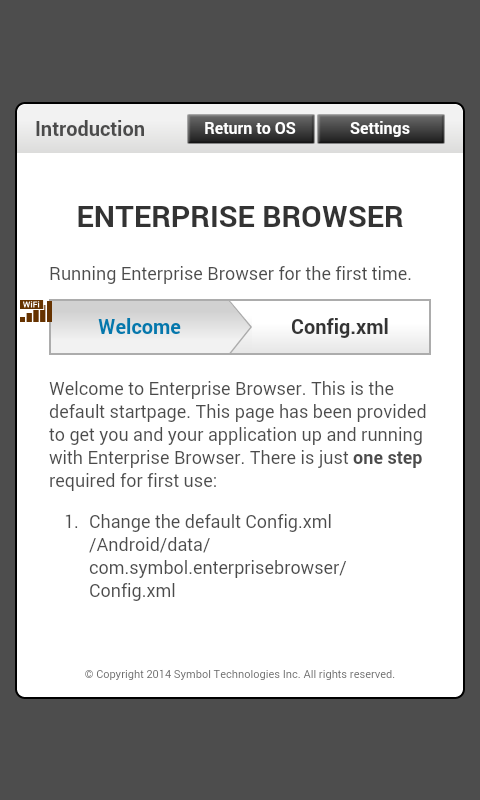 Introduction
Return to OS
Settings
ENTERPRISE BROWSER
Running Enterprise Browser for the first time.
WiFi
Welcome
Config.xml
Welcome to Enterprise Browser. This is the
default startpage. This page has been provided
to get you and your application up and running
with Enterprise Browser. There is just one step
required for first use:
1. Change the default Config.xml
/Android/data/
com.symbol.enterprisebrowser/
Config.xml
© Copyright 2014 Symbol Technologies Inc. All rights reserved.